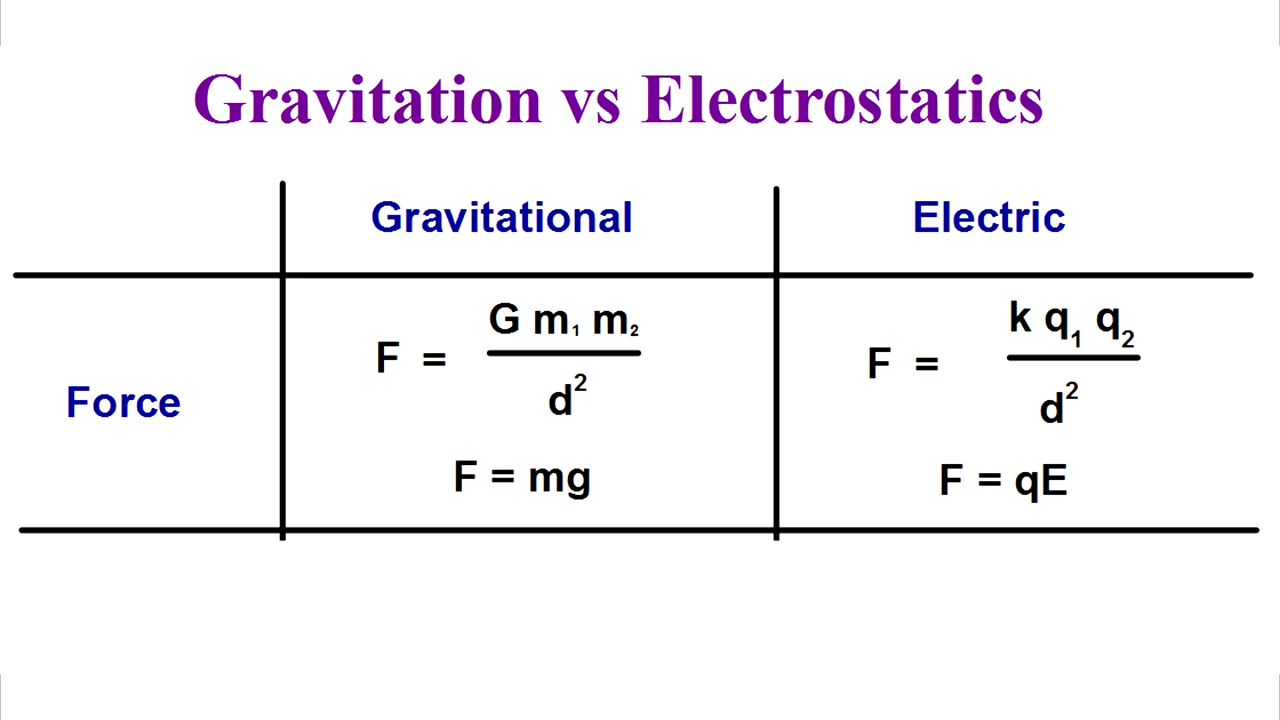 Gravitation vs Electrostatics
Gravitational Electric
F = G m₁ m₂ / d² F = k q₁ q₂ / d²
Force
F = mg F = qE